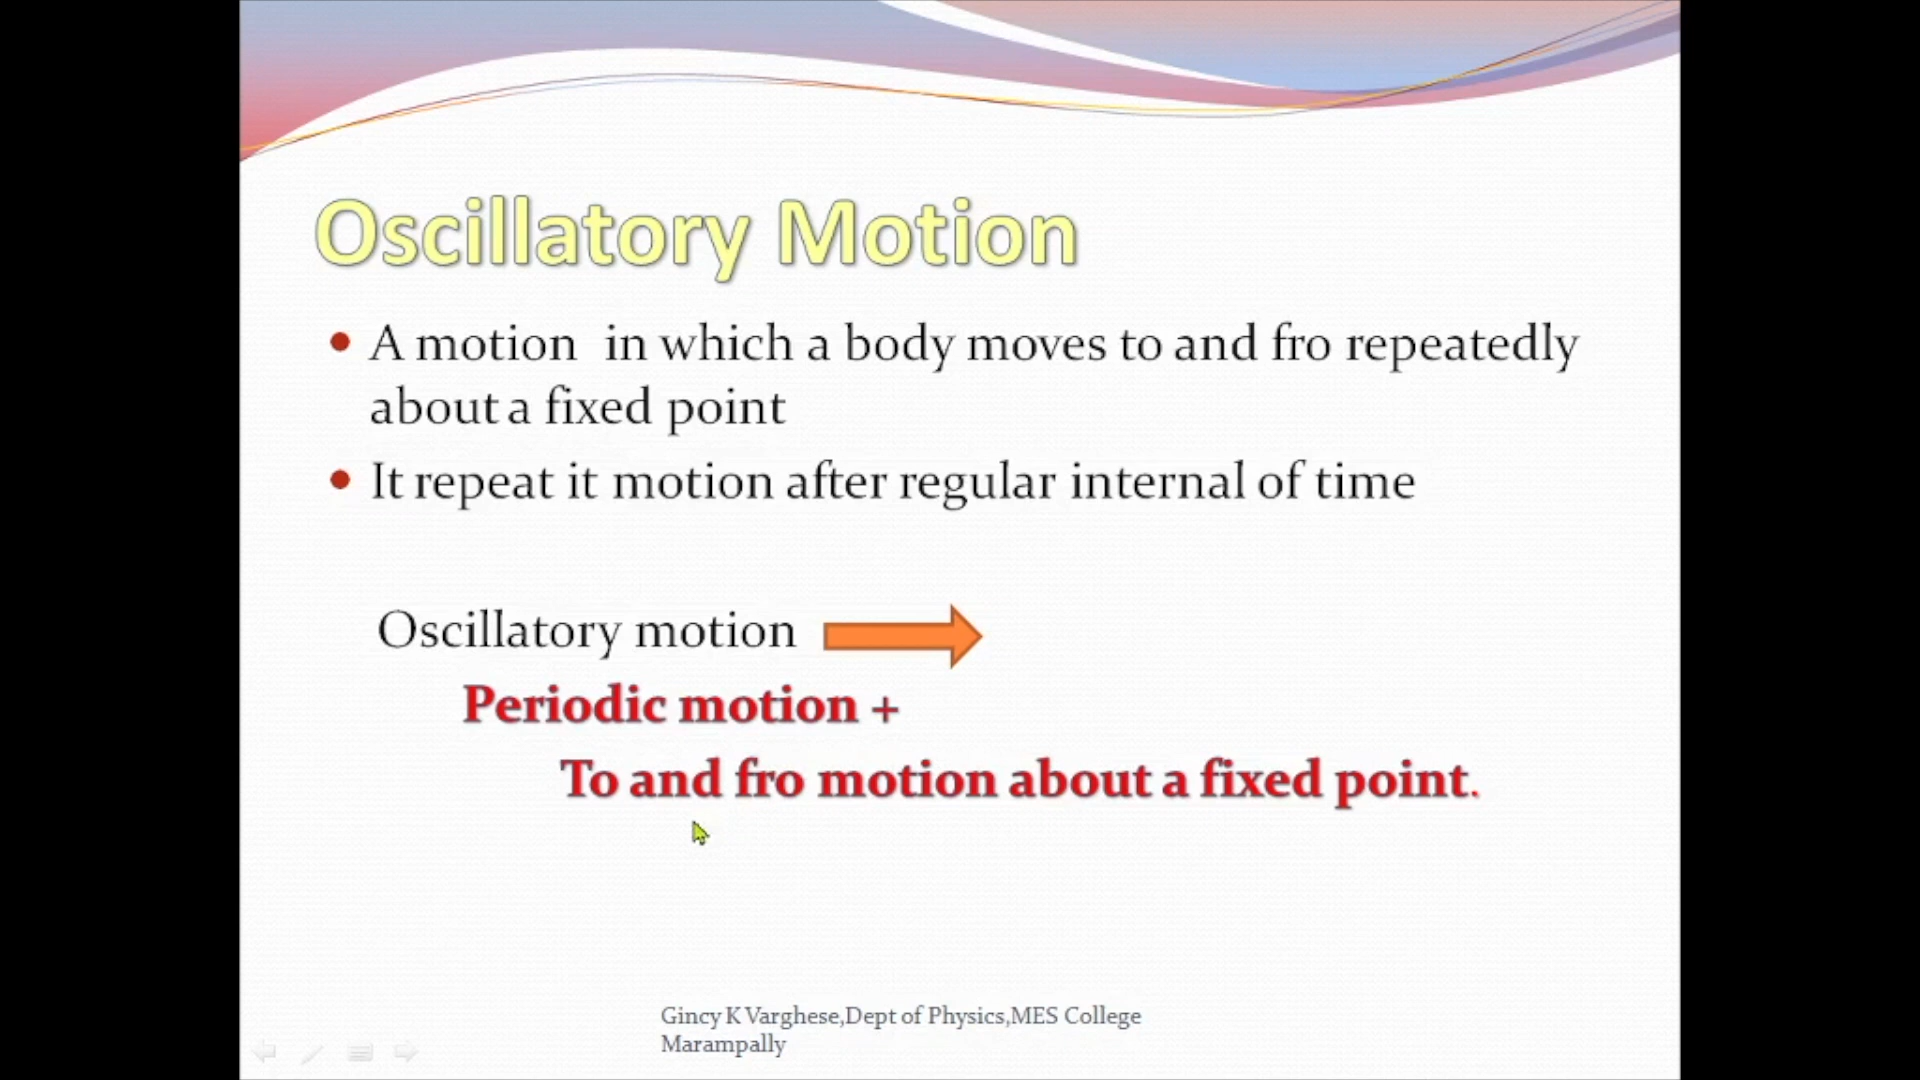 Oscillatory Motion
A motion in which a body moves to and fro repeatedly
about a fixed point
It repeat it motion after regular internal of time
Oscillatory motion
Periodic motion +
To and fro motion about a fixed point.
Gincy K Varghese,Dept of Physics,MES College
Marampally